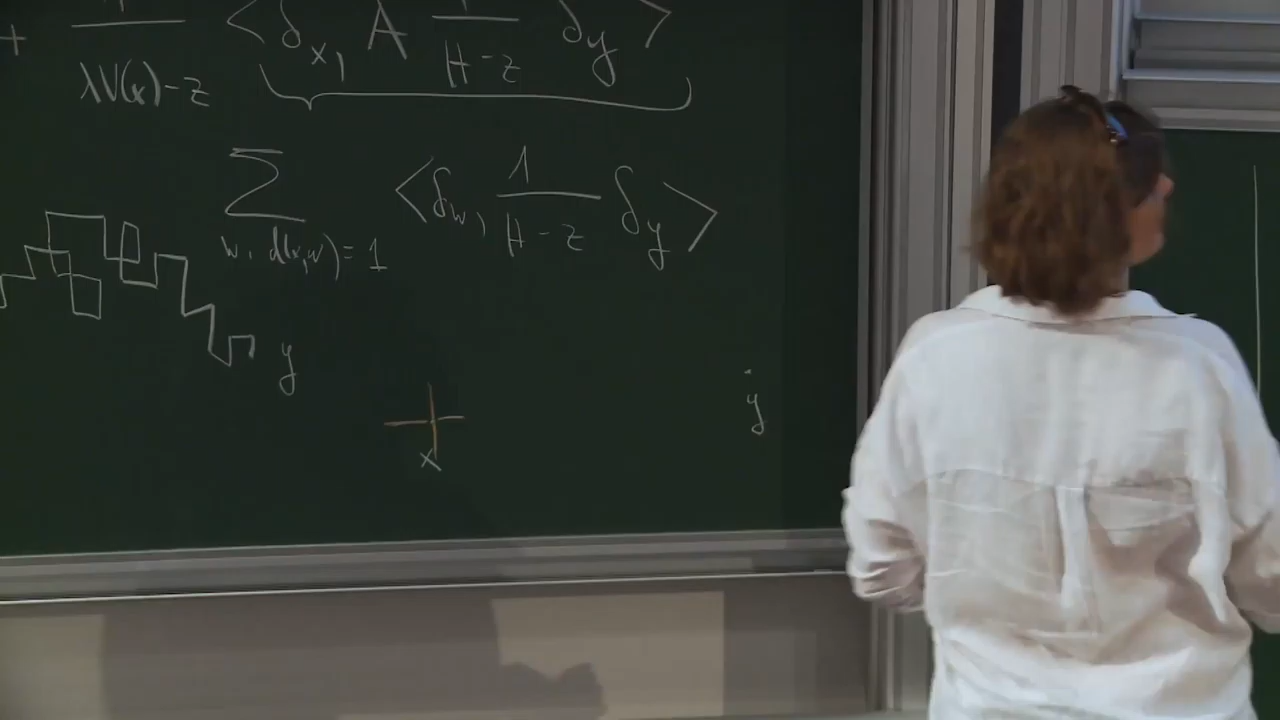 + 1/(λV(x)-z) <δ_x, A 1/(H-z) δ_y>
Σ w, d(x,w)=1 <δ_w, 1/(H-z) δ_y>
y
y
x